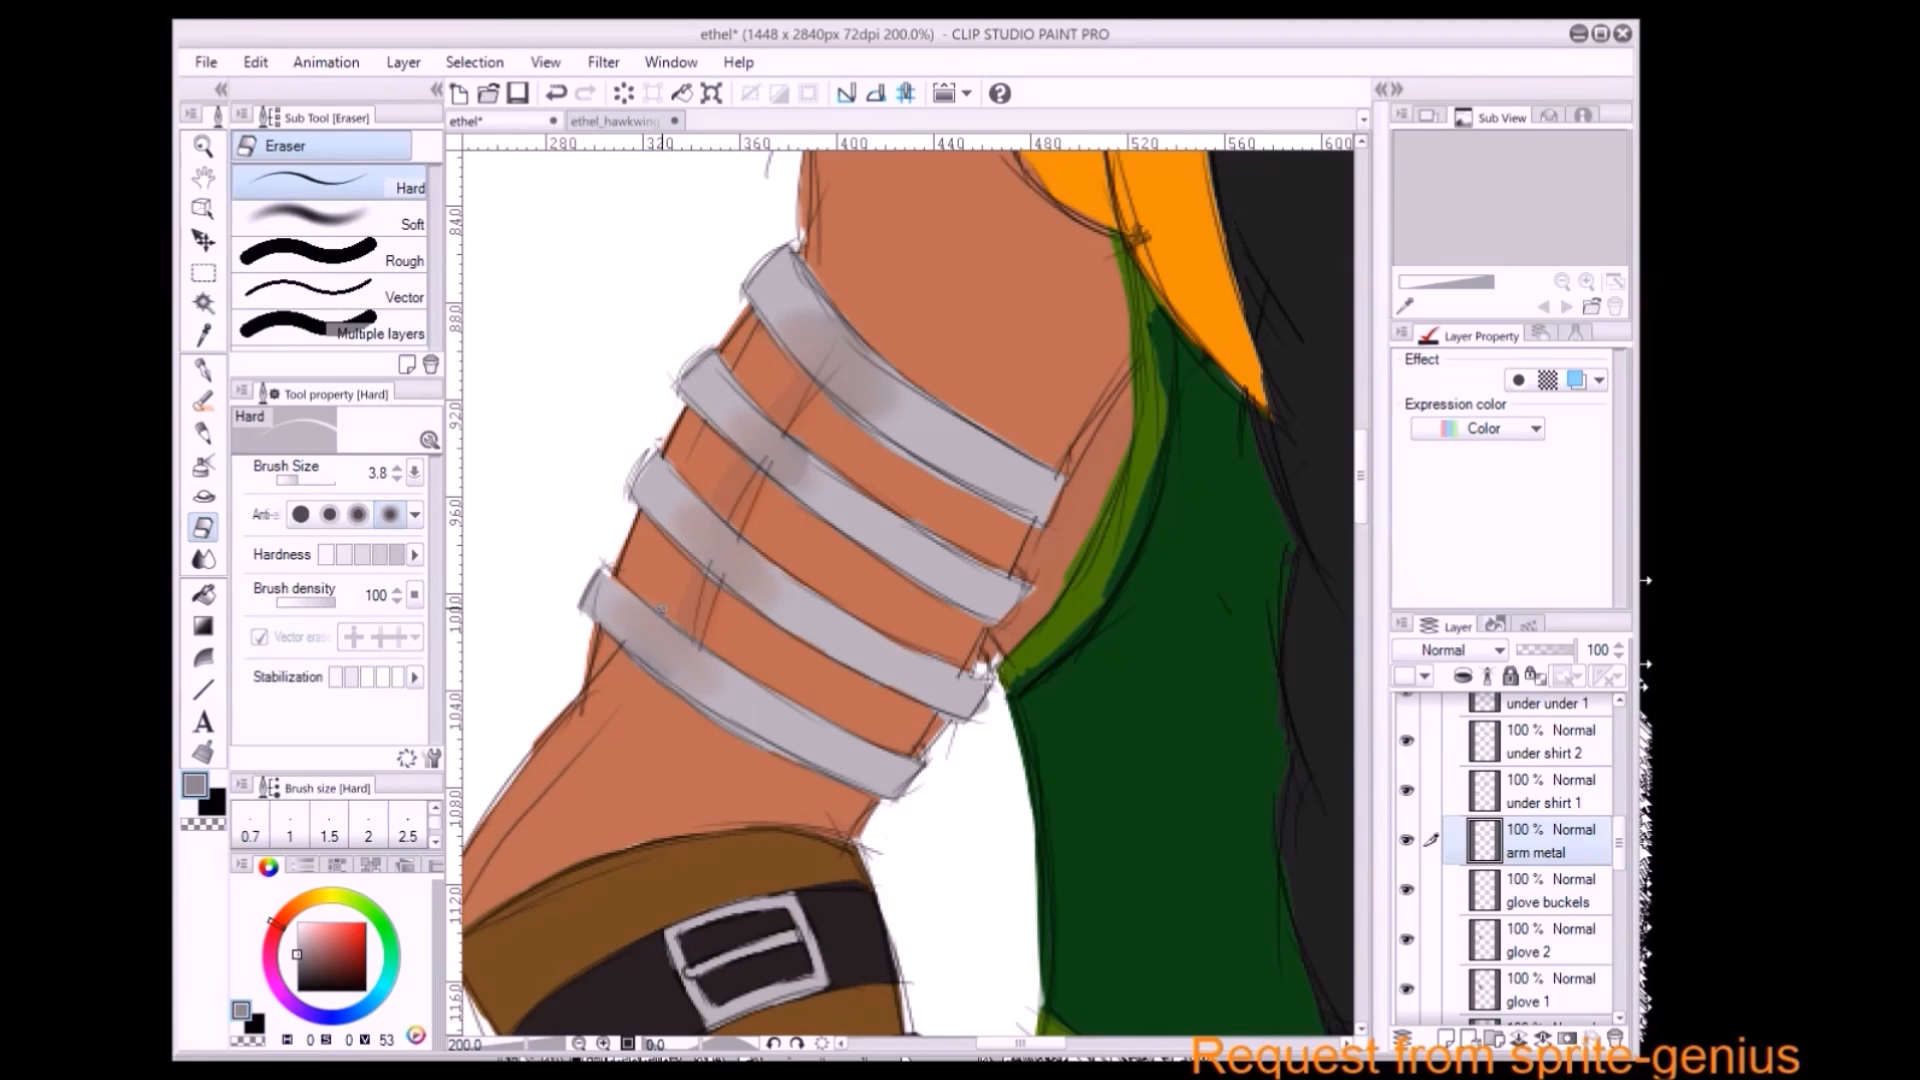 ethel* (1448 x 2840px 72dpi 200.0%) - CLIP STUDIO PAINT PRO
File Edit Animation Layer Selection View Filter Window Help
Sub Tool [Eraser]
ethel*
ethel_hawkwing
Eraser
Hard
Soft
Rough
Vector
Multiple layers
Tool property [Hard]
Hard
Brush Size 3.8
Hardness
Brush density 100
Stabilization
Brush size [Hard]
0.7 1 1.5 2 2.5
H 0 S 0 V 53
280 320 360 400 440 480 520 560 600
840
880
920
960
1000
1040
1080
1120
1160
200.0 0.0
Sub View
Layer Property
Effect
Expression color
Color
Layer
Normal 100
under under 1
100 % Normal
under shirt 2
100 % Normal
under shirt 1
100 % Normal
arm metal
100 % Normal
glove buckels
100 % Normal
glove 2
100 % Normal
glove 1
Request from sprite-genius